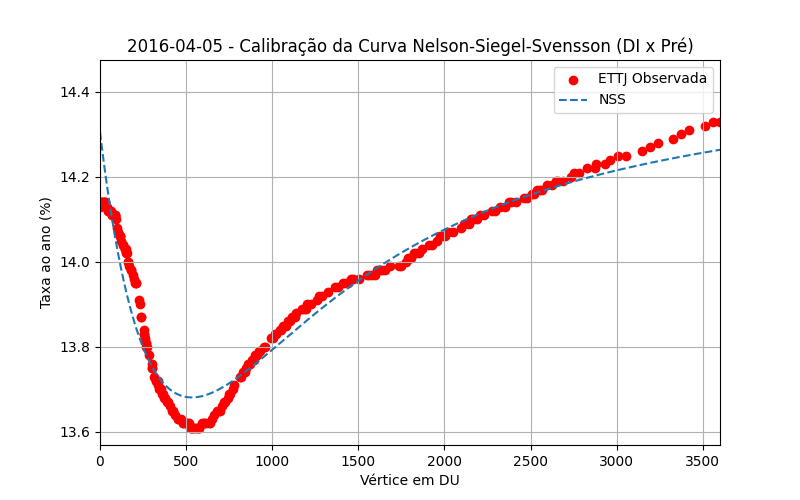 2016-04-05 - Calibração da Curva Nelson-Siegel-Svensson (DI x Pré)
ETTJ Observada
NSS
Taxa ao ano (%)
14.4
14.2
14.0
13.8
13.6
0 500 1000 1500 2000 2500 3000 3500
Vértice em DU